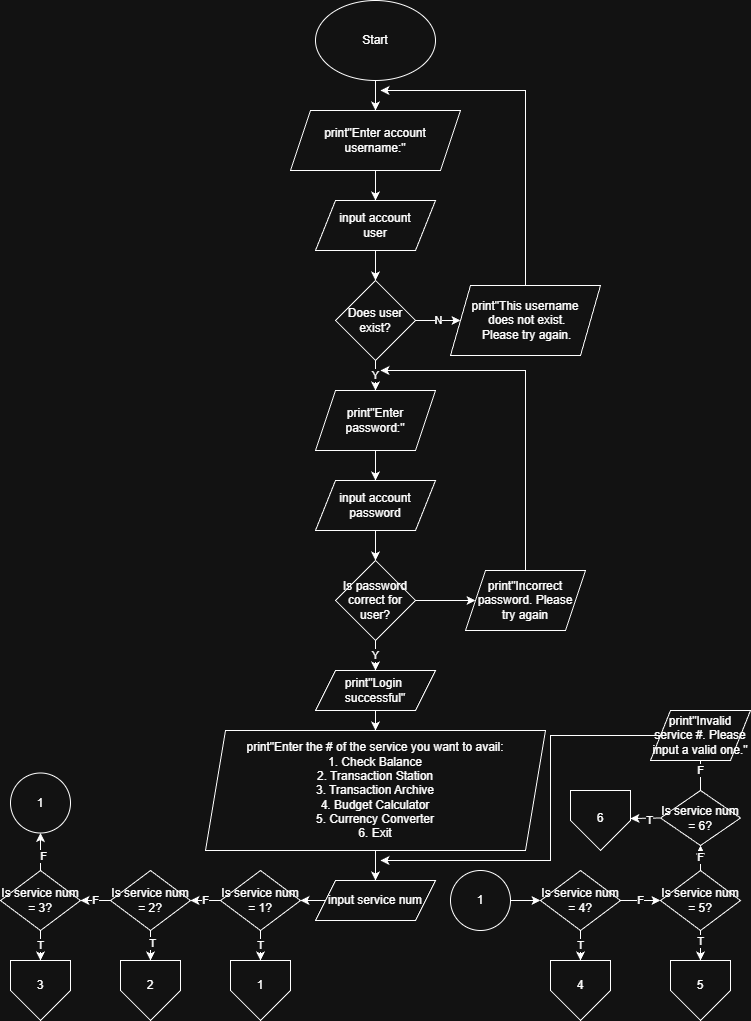 Start
print"Enter account
username:"
input account
user
Does user
exist?
N
print"This username
does not exist.
Please try again.
Y
print"Enter
password:"
input account
password
Is password
correct for
user?
print"Incorrect
password. Please
try again
Y
print"Login
successful"
print"Enter the # of the service you want to avail:
1. Check Balance
2. Transaction Station
3. Transaction Archive
4. Budget Calculator
5. Currency Converter
6. Exit
input service num
Is service num
= 1?
T
1
F
Is service num
= 2?
T
2
F
Is service num
= 3?
T
3
F
1
1
Is service num
= 4?
T
4
F
Is service num
= 5?
T
5
F
Is service num
= 6?
T
6
F
print"Invalid
service #. Please
input a valid one."